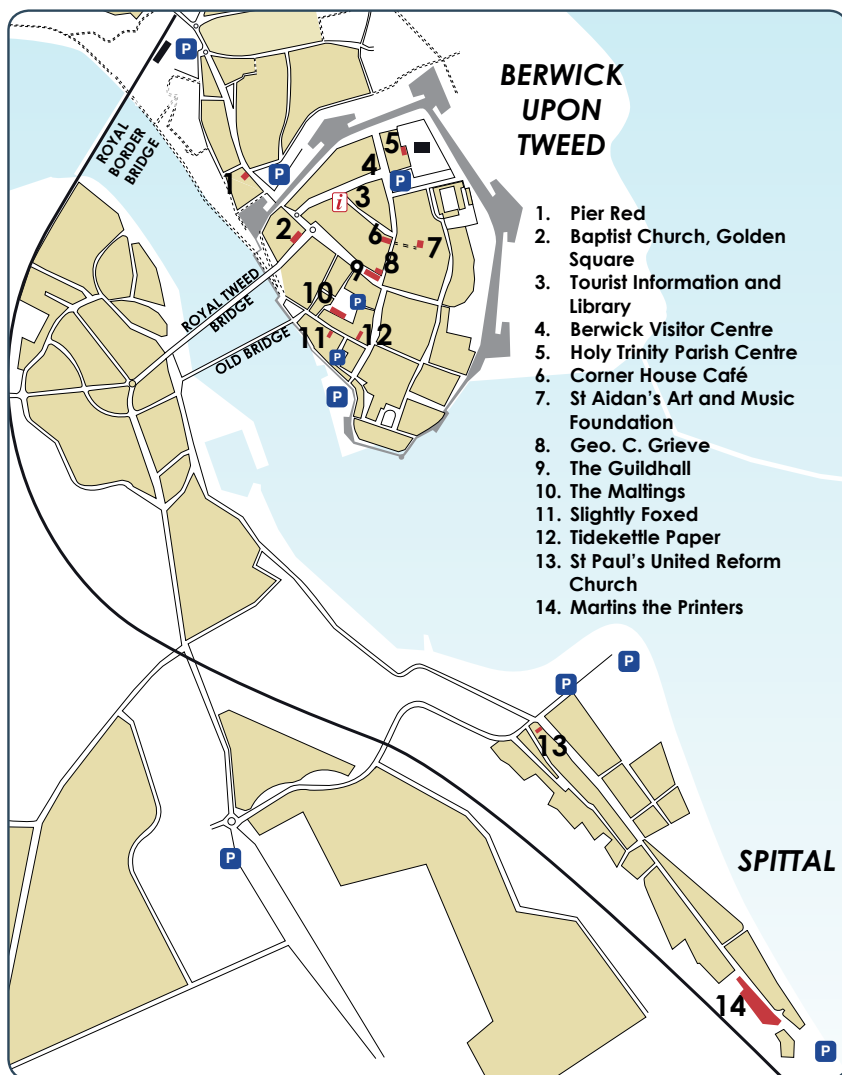 BERWICK
UPON
TWEED
P
ROYAL
BORDER
BRIDGE
1
P
5
4
P
i
3
2
6
7
8
9
10
P
ROYAL TWEED
BRIDGE
OLD BRIDGE
11
12
P
P
1. Pier Red
2. Baptist Church, Golden
Square
3. Tourist Information and
Library
4. Berwick Visitor Centre
5. Holy Trinity Parish Centre
6. Corner House Café
7. St Aidan's Art and Music
Foundation
8. Geo. C. Grieve
9. The Guildhall
10. The Maltings
11. Slightly Foxed
12. Tidekettle Paper
13. St Paul's United Reform
Church
14. Martins the Printers
P
P
13
P
SPITTAL
14
P